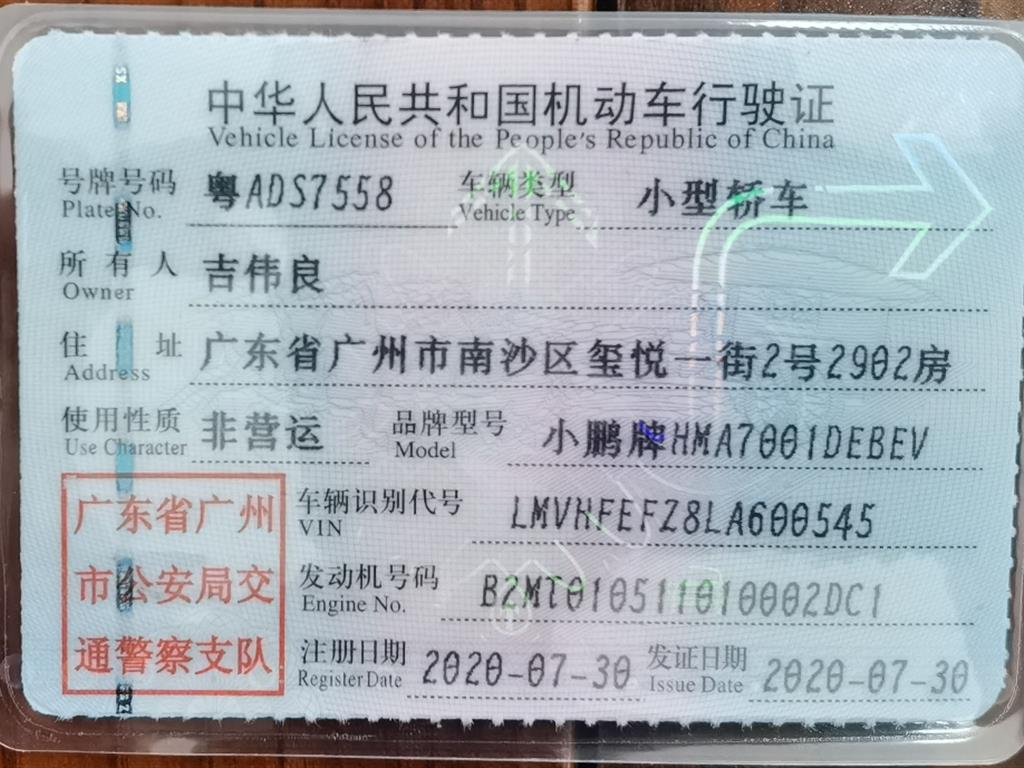 中华人民共和国机动车行驶证
Vehicle License of the People's Republic of China
号牌号码 粤ADS7558 车辆类型 小型轿车
Plate No. Vehicle Type
所有人 吉伟良
Owner
住址 广东省广州市南沙区玺悦一街2号2902房
Address
使用性质 非营运 品牌型号 小鹏牌HMA7001DEBEV
Use Character Model
广东省广州 车辆识别代号 LMVHFEFZ8LA600545
VIN
市公安局交 发动机号码 B2MT010511010002DC1
Engine No.
通警察支队 注册日期 2020-07-30 发证日期 2020-07-30
Register Date Issue Date